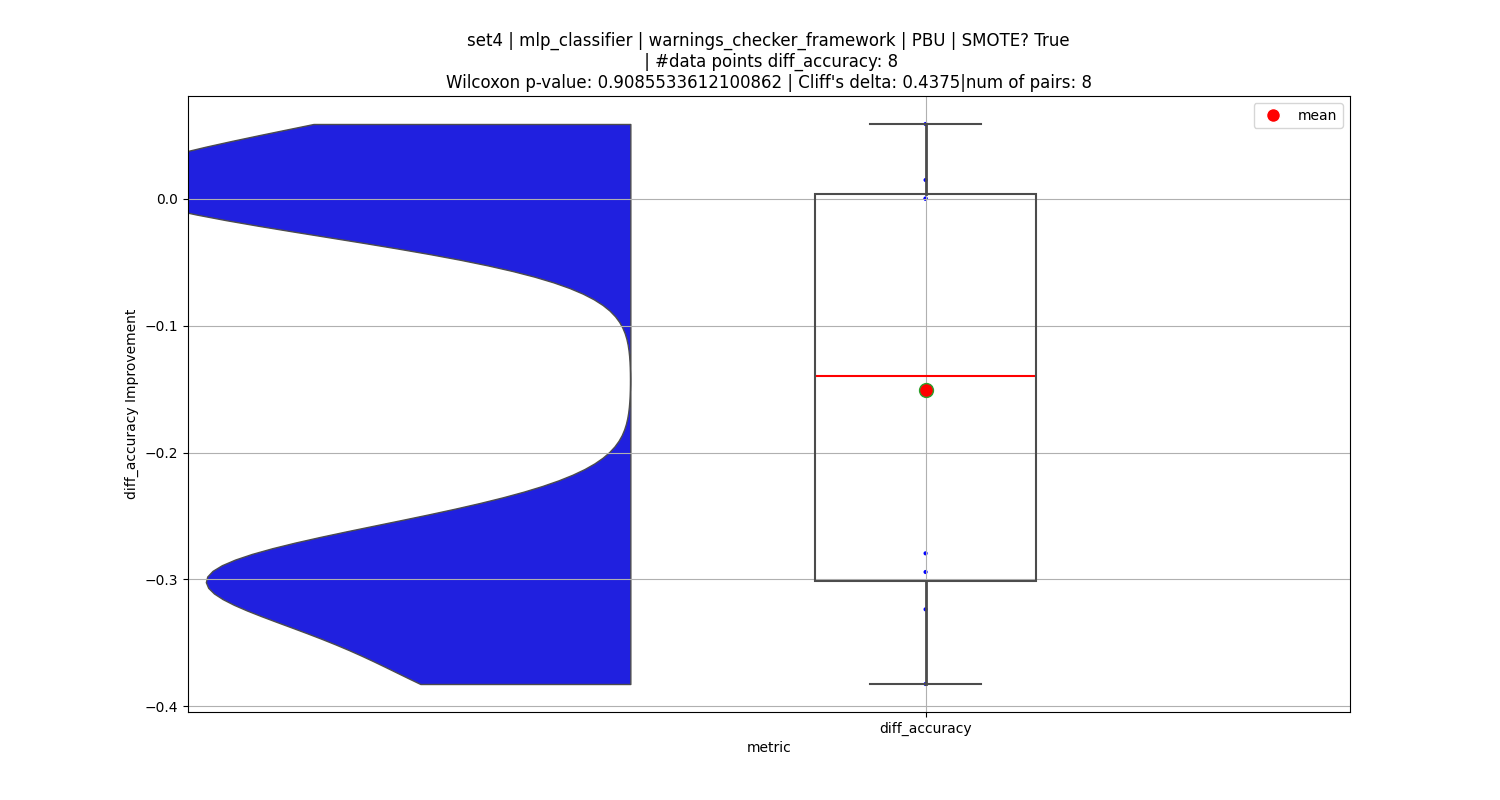 set4 | mlp_classifier | warnings_checker_framework | PBU | SMOTE? True
| #data points diff_accuracy: 8
Wilcoxon p-value: 0.9085533612100862 | Cliff's delta: 0.4375|num of pairs: 8
mean
0.0
−0.1
−0.2
−0.3
−0.4
diff_accuracy Improvement
diff_accuracy
metric